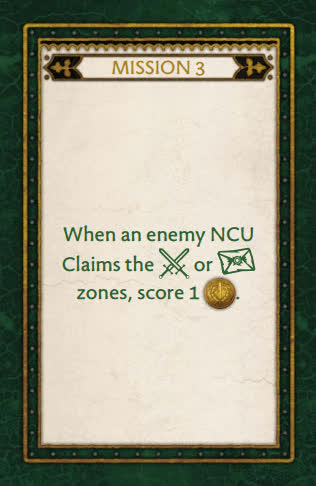 MISSION 3
When an enemy NCU
Claims the or
zones, score 1 .